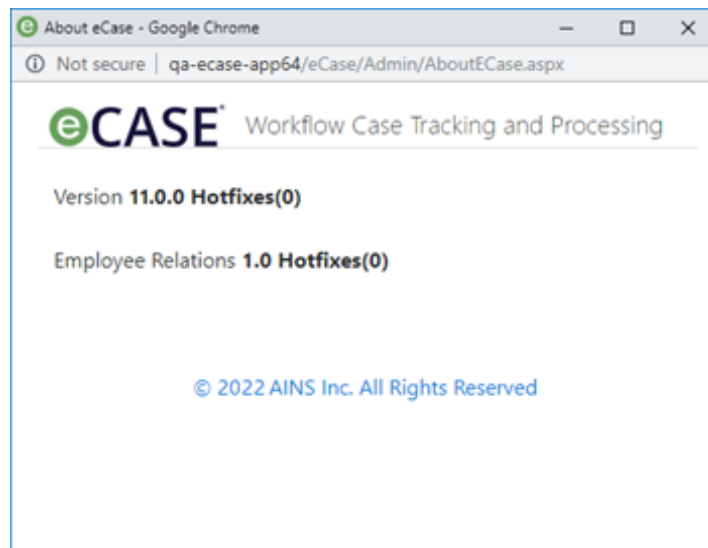 About eCase - Google Chrome
Not secure | qa-ecase-app64/eCase/Admin/AboutECase.aspx
eCASE® Workflow Case Tracking and Processing
Version 11.0.0 Hotfixes(0)
Employee Relations 1.0 Hotfixes(0)
© 2022 AINS Inc. All Rights Reserved